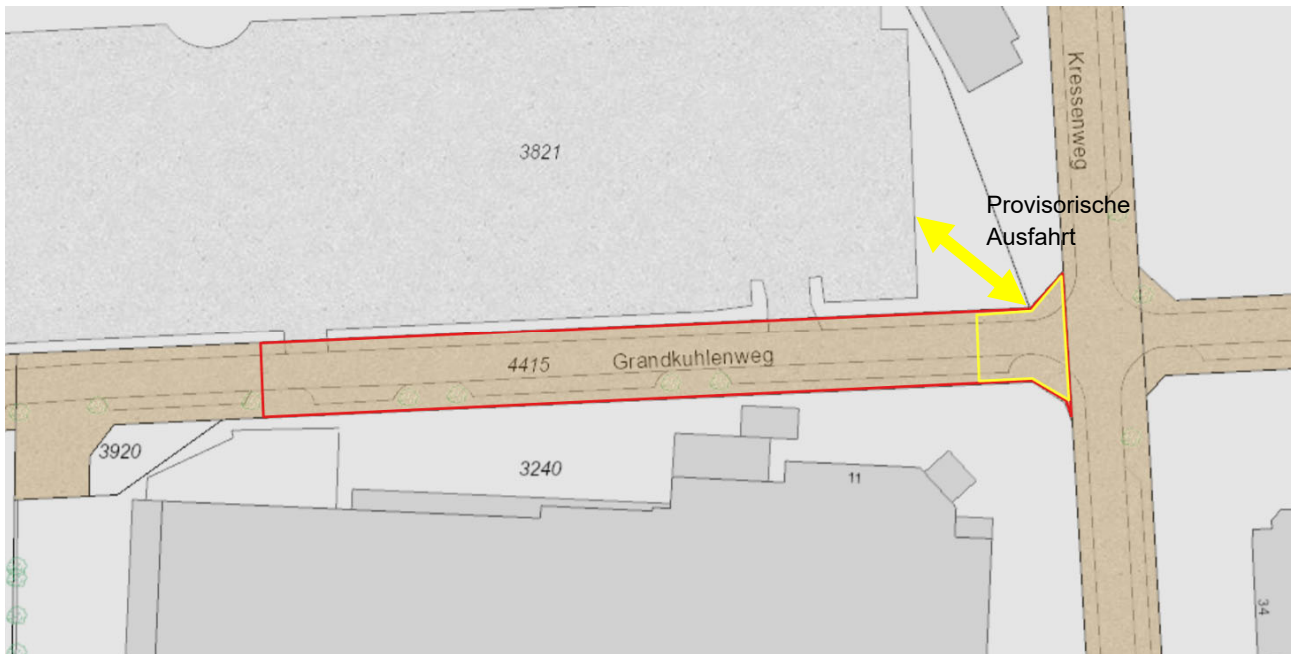 Kressenweg
3821
Provisorische
Ausfahrt
4415
Grandkuhlenweg
3920
3240
11
34